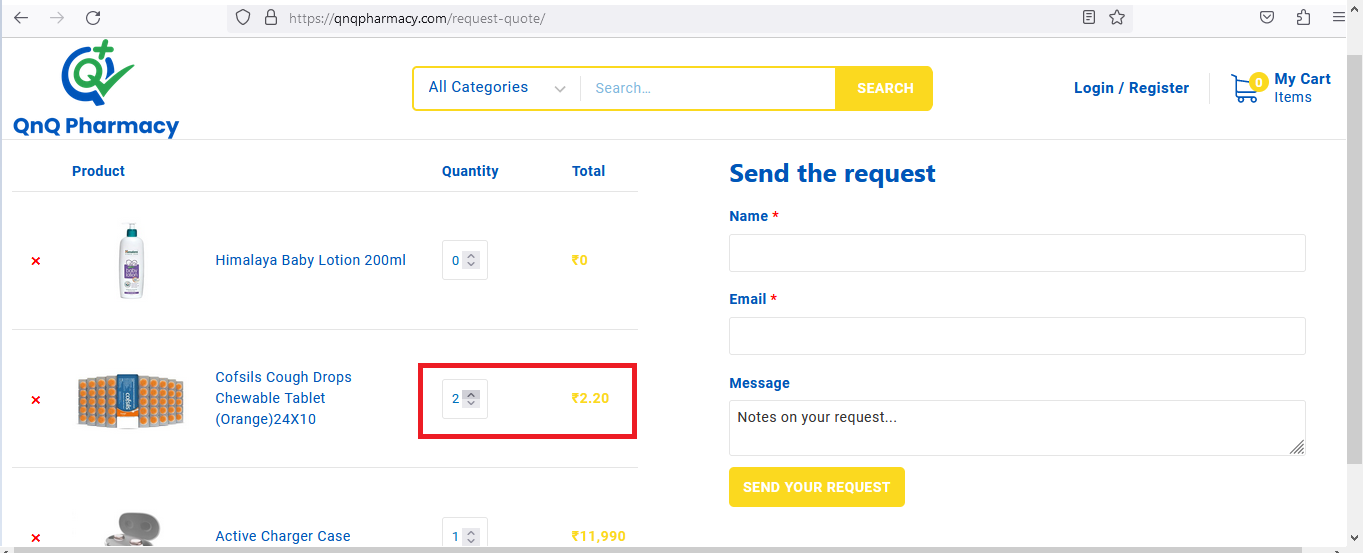 https://qnqpharmacy.com/request-quote/
QnQ Pharmacy
All Categories
Search...
SEARCH
Login / Register
0
My Cart
Items
Product Quantity Total
Himalaya Baby Lotion 200ml 0 ₹0
Cofsils Cough Drops
Chewable Tablet
(Orange)24X10
2 ₹2.20
Active Charger Case 1 ₹11,990
Send the request
Name *
Email *
Message
Notes on your request...
SEND YOUR REQUEST